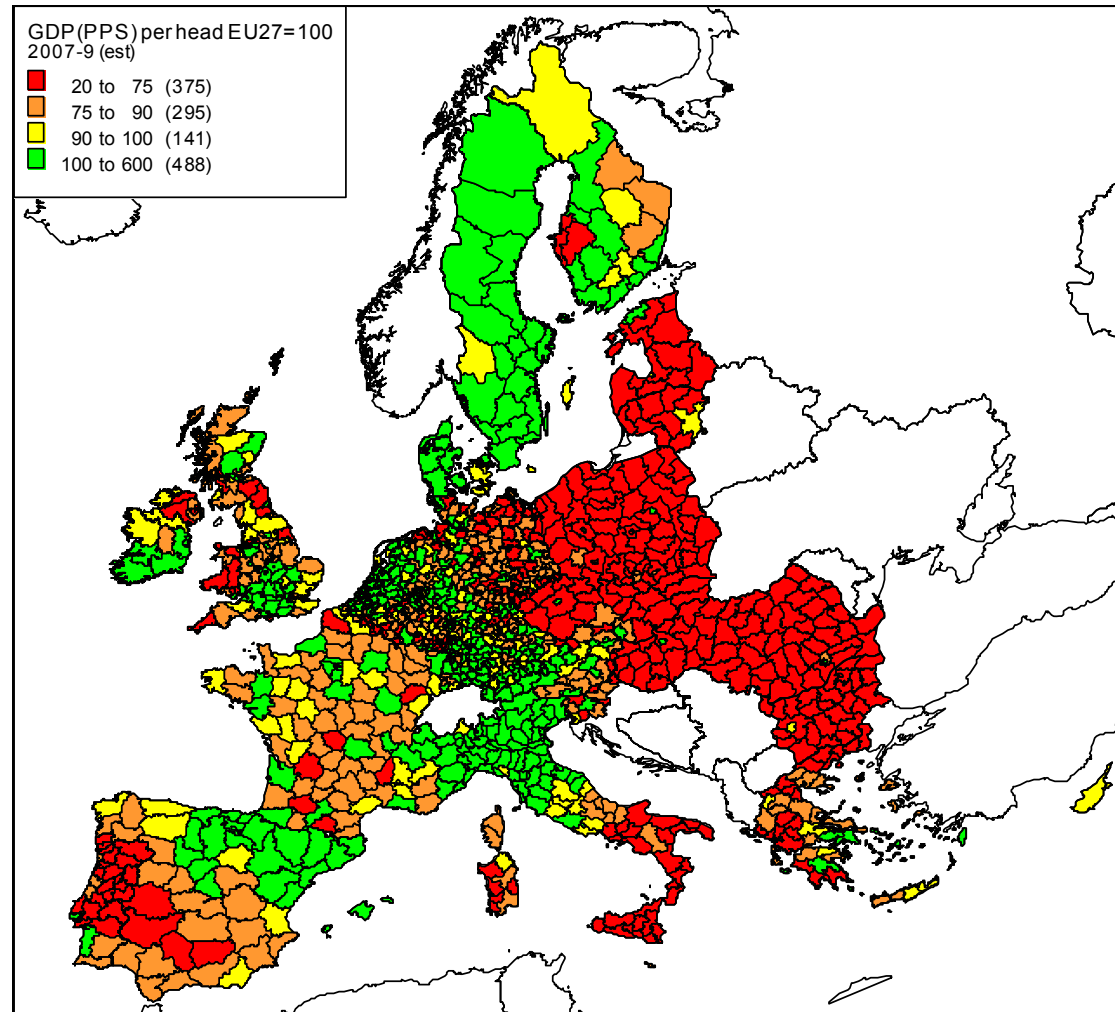 GDP(PPS) per head EU27=100
2007-9 (est)
20 to 75 (375)
75 to 90 (295)
90 to 100 (141)
100 to 600 (488)